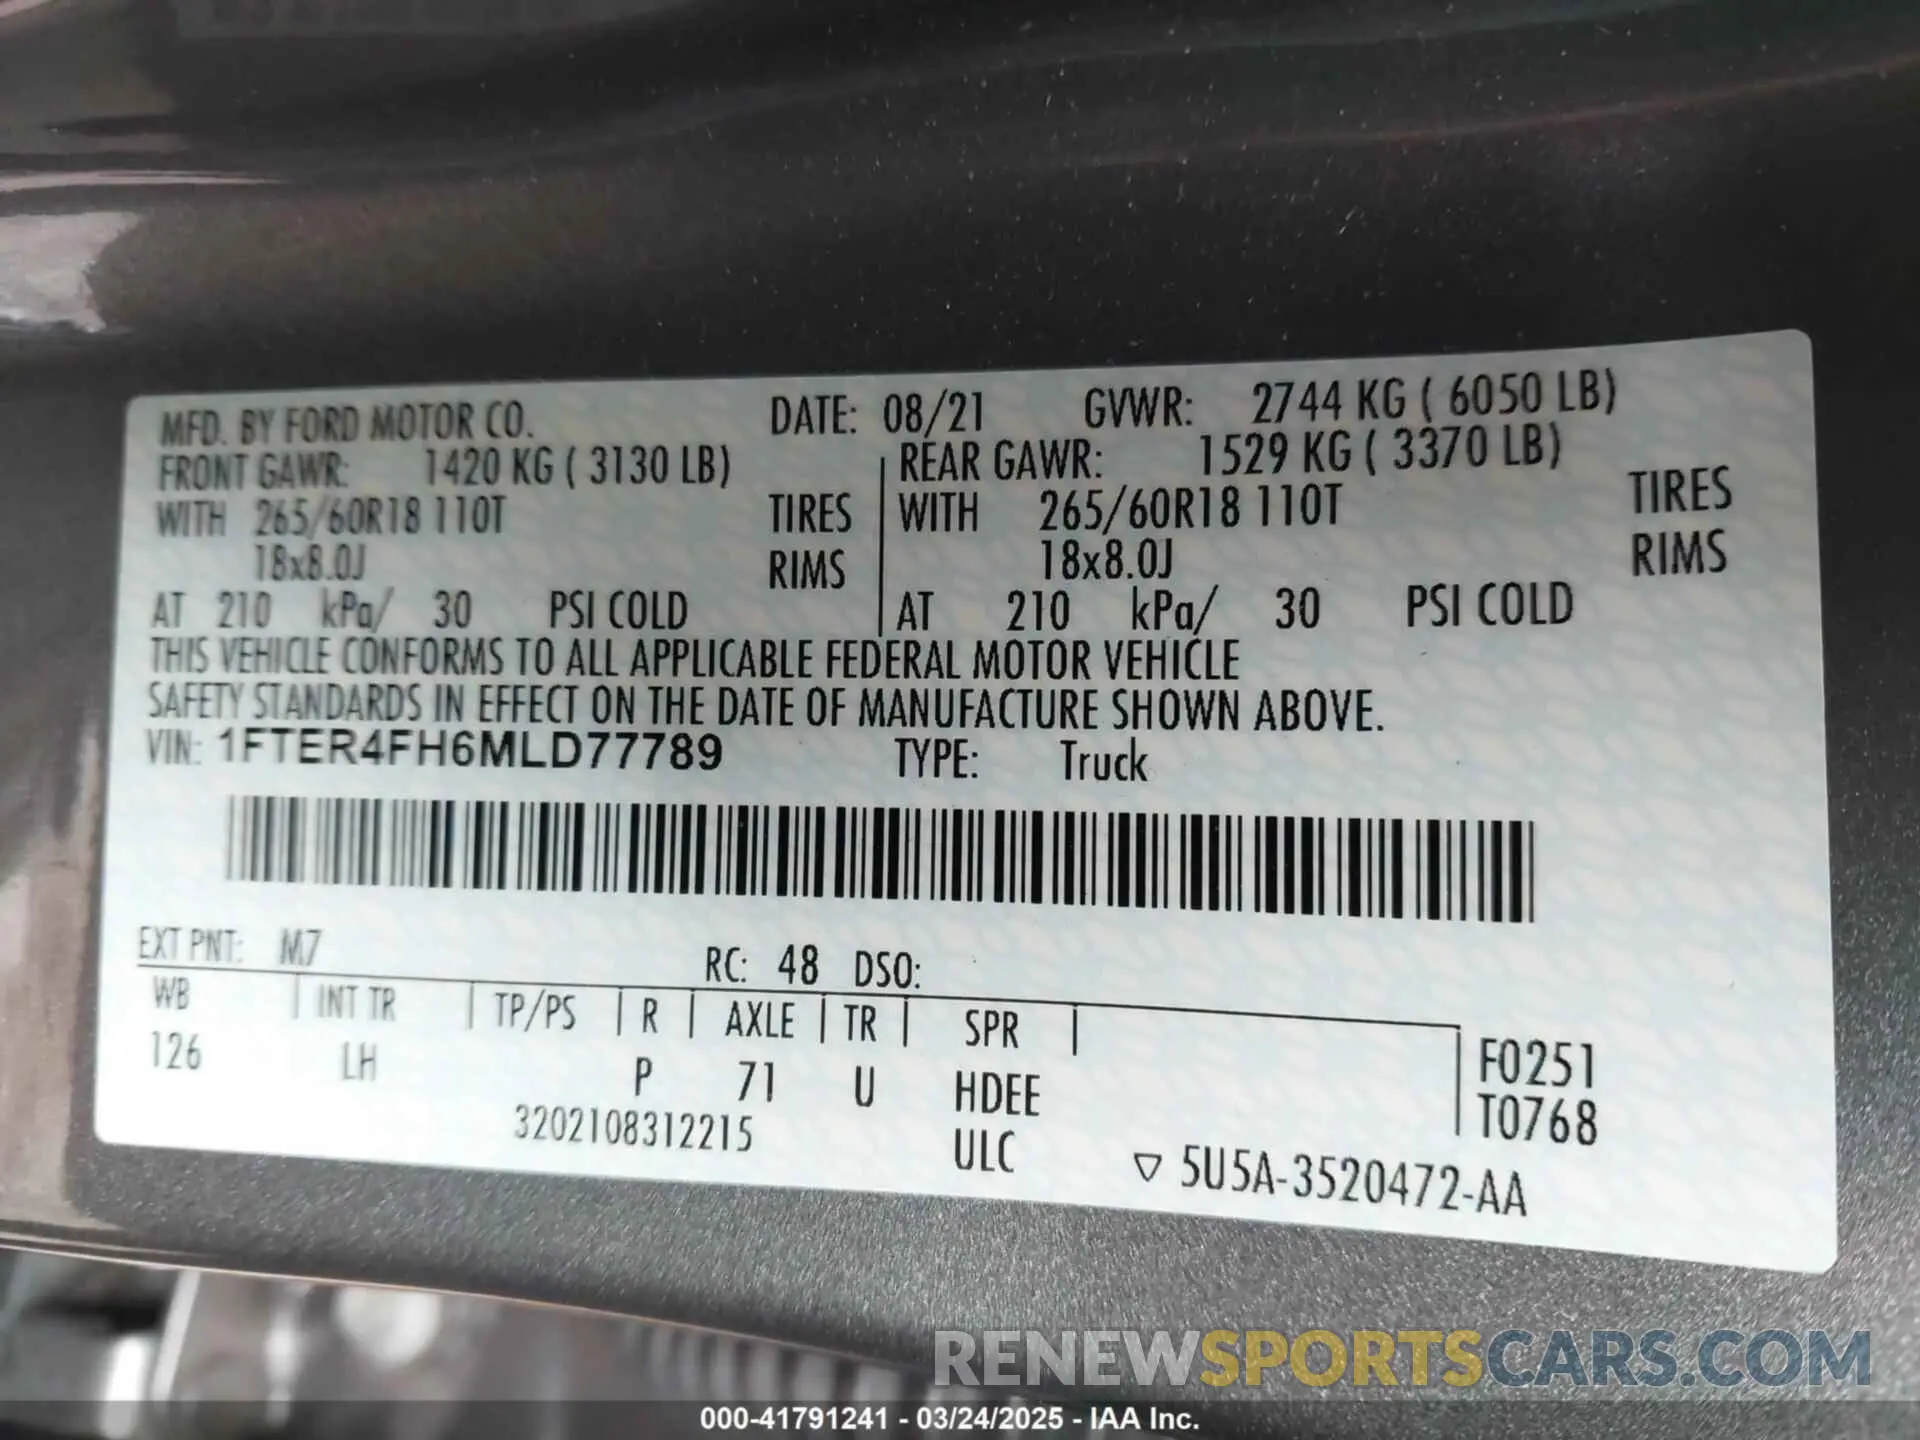 MFD. BY FORD MOTOR CO. DATE: 08/21 GVWR: 2744 KG ( 6050 LB)
FRONT GAWR: 1420 KG ( 3130 LB) REAR GAWR: 1529 KG ( 3370 LB)
WITH 265/60R18 110T TIRES WITH 265/60R18 110T TIRES
18x8.0J RIMS 18x8.0J RIMS
AT 210 kPa/ 30 PSI COLD AT 210 kPa/ 30 PSI COLD
THIS VEHICLE CONFORMS TO ALL APPLICABLE FEDERAL MOTOR VEHICLE
SAFETY STANDARDS IN EFFECT ON THE DATE OF MANUFACTURE SHOWN ABOVE.
VIN: 1FTER4FH6MLD77789 TYPE: Truck
EXT PNT: M7 RC: 48 DSO:
WB INT TR TP/PS R AXLE TR SPR
126 LH P 71 U HDEE F0251
3202108312215 ULC T0768
▽ 5U5A-3520472-AA
RENEWSPORTSCARS.COM
000-41791241 - 03/24/2025 - IAA Inc.